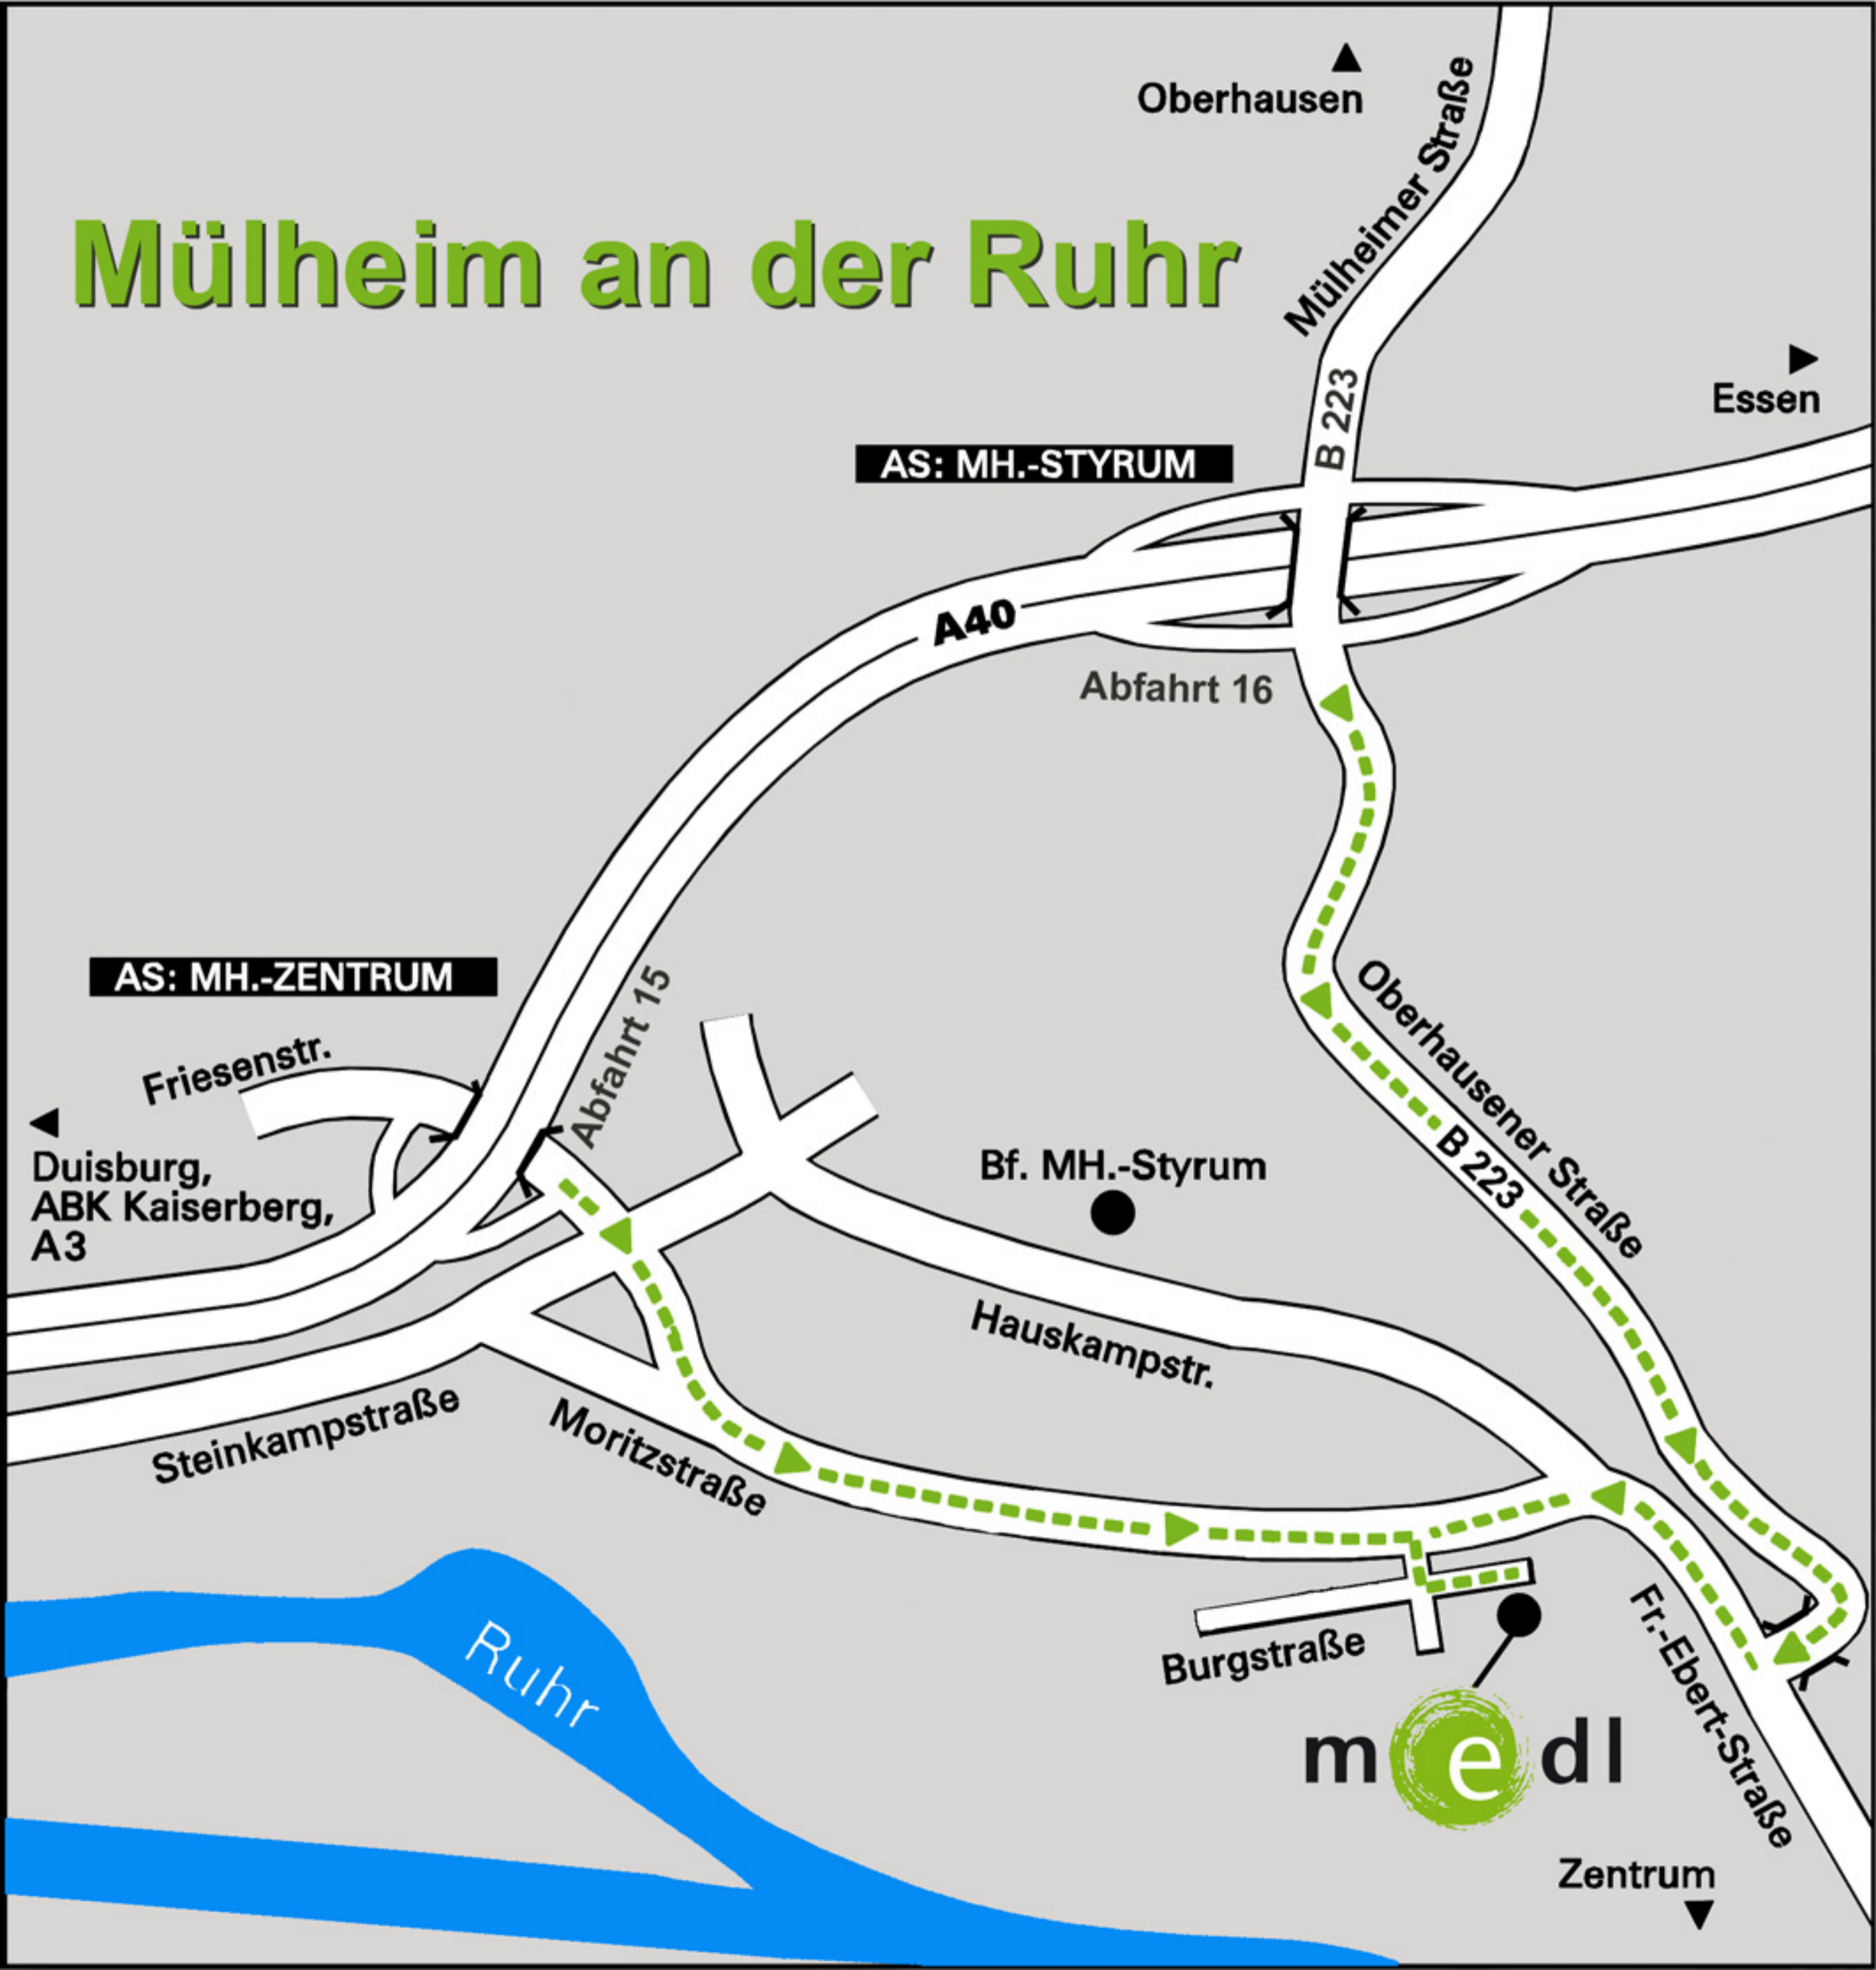 Oberhausen
Mülheimer Straße
Mülheim an der Ruhr
Essen
B 223
AS: MH.-STYRUM
A40
Abfahrt 16
AS: MH.-ZENTRUM
Abfahrt 15
Oberhausener Straße
Friesenstr.
Duisburg,
ABK Kaiserberg,
A3
Bf. MH.-Styrum
B 223
Hauskampstr.
Steinkampstraße
Moritzstraße
Burgstraße
Fr.-Ebert-Straße
Ruhr
medl
Zentrum